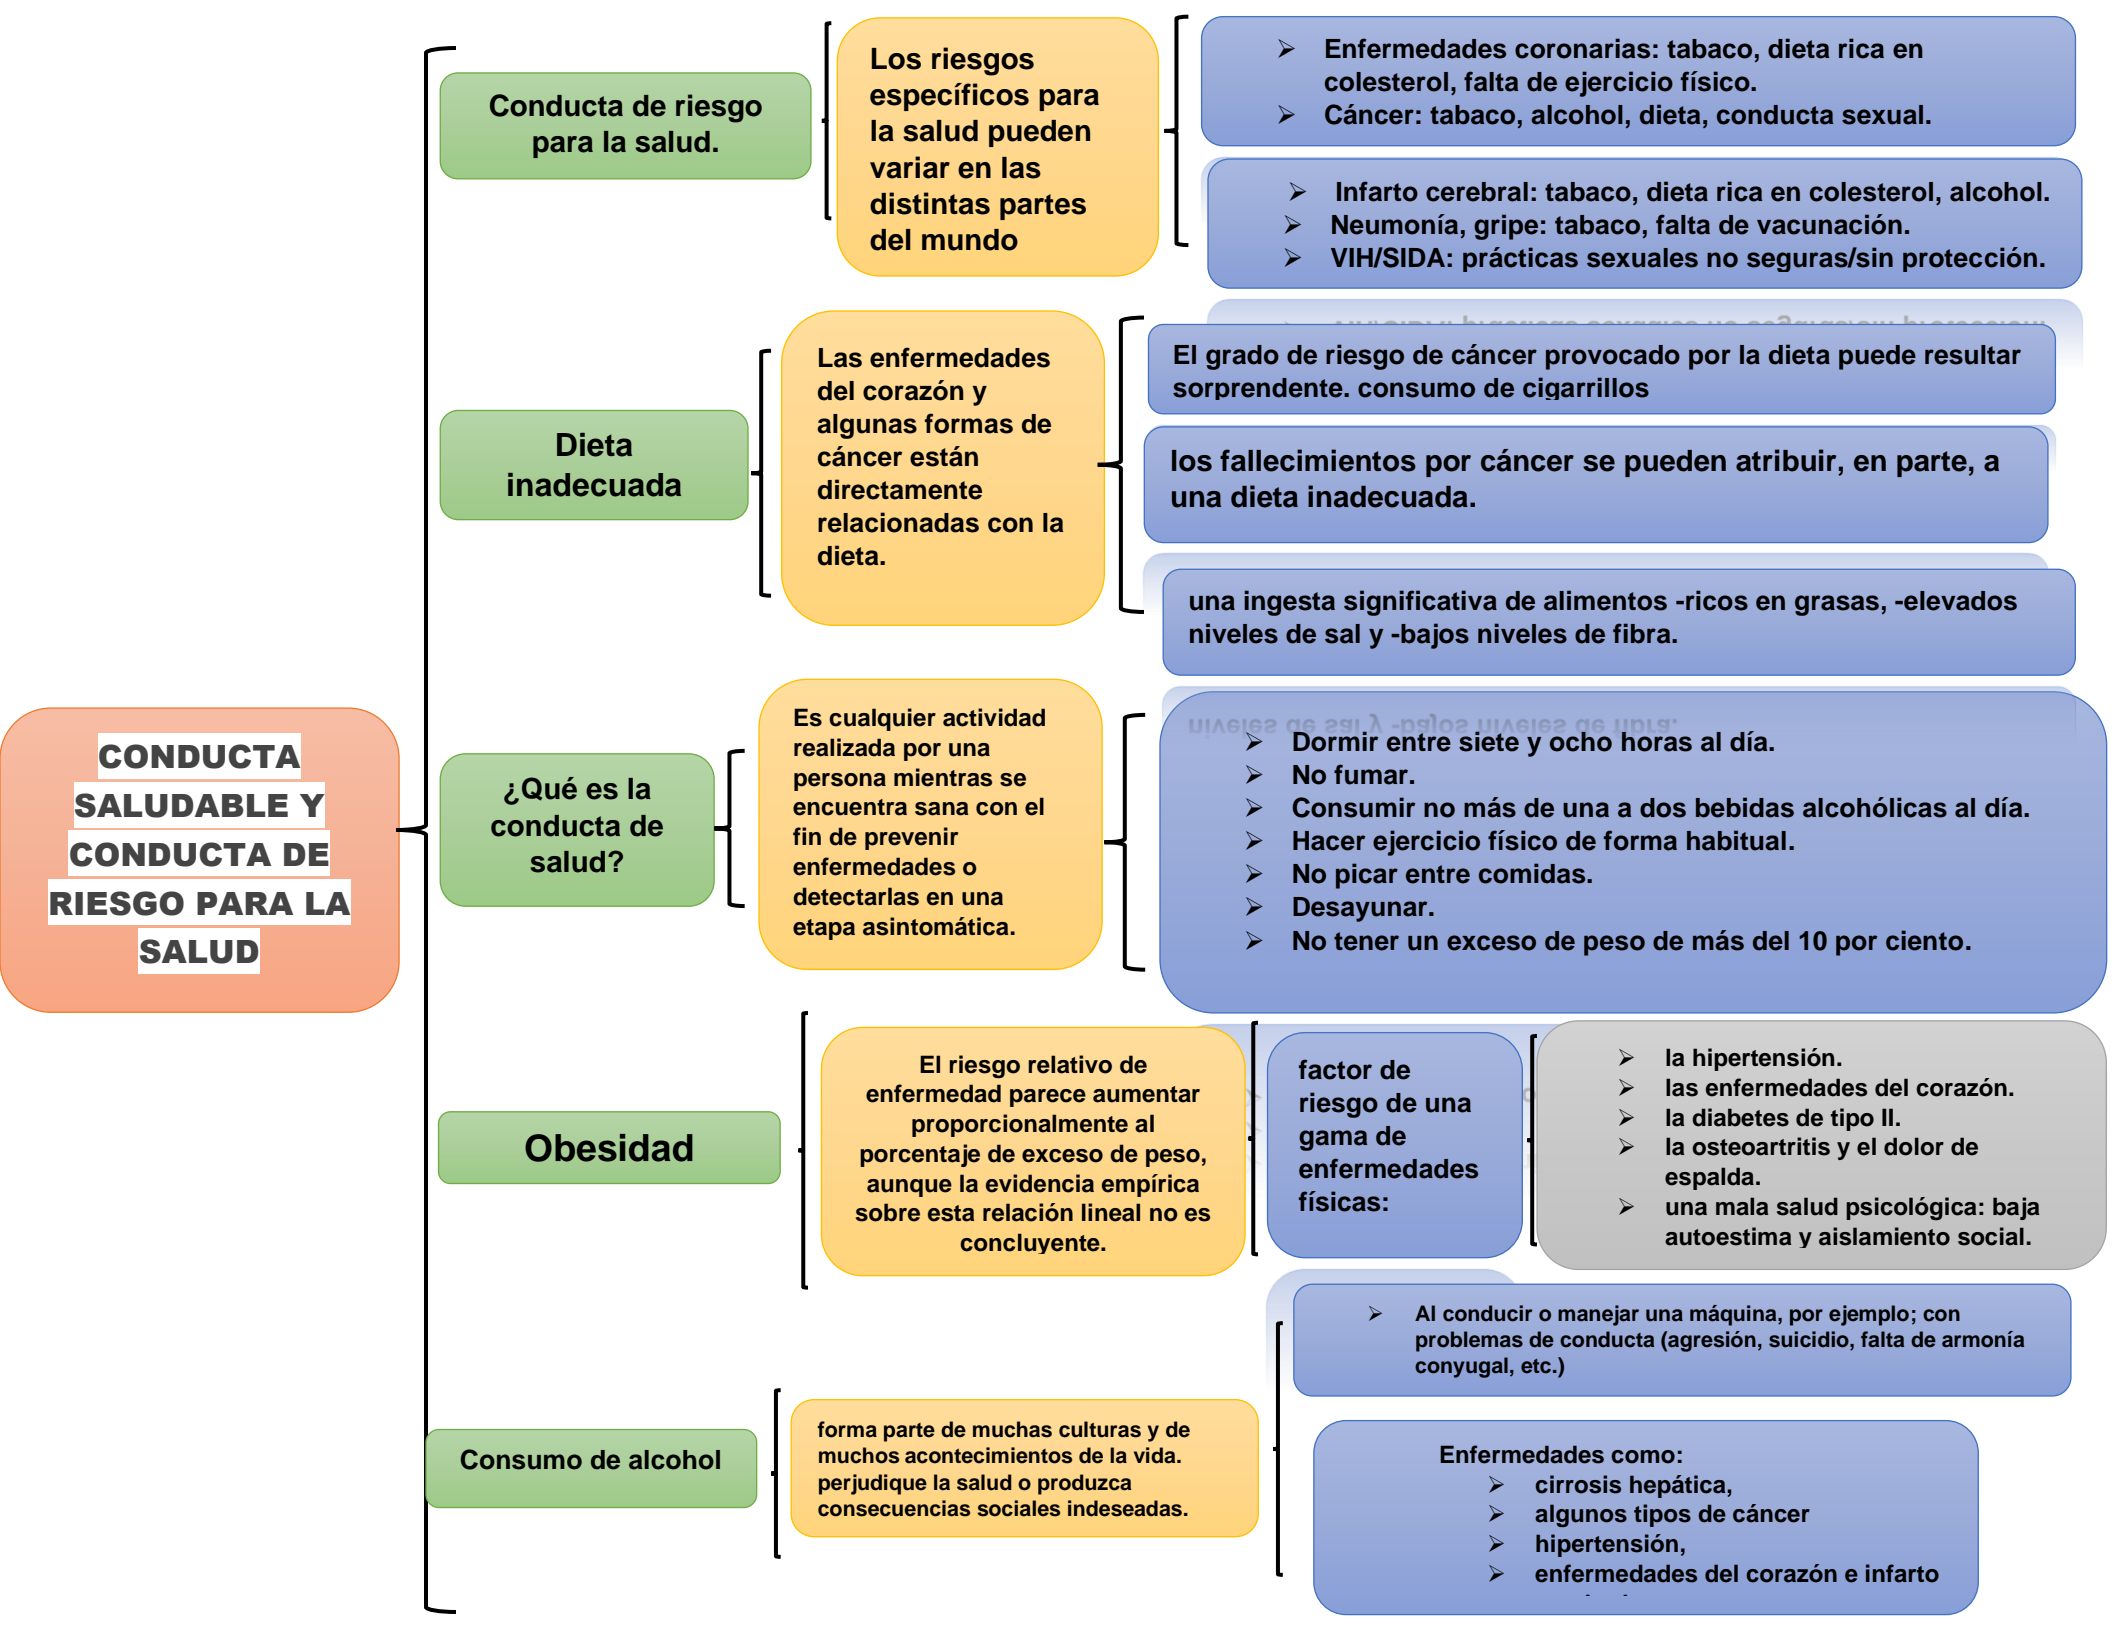 CONDUCTA
SALUDABLE Y
CONDUCTA DE
RIESGO PARA LA
SALUD
Conducta de riesgo
para la salud.
Los riesgos
específicos para
la salud pueden
variar en las
distintas partes
del mundo
➢ Enfermedades coronarias: tabaco, dieta rica en
colesterol, falta de ejercicio físico.
➢ Cáncer: tabaco, alcohol, dieta, conducta sexual.
➢ Infarto cerebral: tabaco, dieta rica en colesterol, alcohol.
➢ Neumonía, gripe: tabaco, falta de vacunación.
➢ VIH/SIDA: prácticas sexuales no seguras/sin protección.
Dieta
inadecuada
Las enfermedades
del corazón y
algunas formas de
cáncer están
directamente
relacionadas con la
dieta.
El grado de riesgo de cáncer provocado por la dieta puede resultar
sorprendente. consumo de cigarrillos
los fallecimientos por cáncer se pueden atribuir, en parte, a
una dieta inadecuada.
una ingesta significativa de alimentos -ricos en grasas, -elevados
niveles de sal y -bajos niveles de fibra.
¿Qué es la
conducta de
salud?
Es cualquier actividad
realizada por una
persona mientras se
encuentra sana con el
fin de prevenir
enfermedades o
detectarlas en una
etapa asintomática.
➢ Dormir entre siete y ocho horas al día.
➢ No fumar.
➢ Consumir no más de una a dos bebidas alcohólicas al día.
➢ Hacer ejercicio físico de forma habitual.
➢ No picar entre comidas.
➢ Desayunar.
➢ No tener un exceso de peso de más del 10 por ciento.
Obesidad
El riesgo relativo de
enfermedad parece aumentar
proporcionalmente al
porcentaje de exceso de peso,
aunque la evidencia empírica
sobre esta relación lineal no es
concluyente.
factor de
riesgo de una
gama de
enfermedades
físicas:
➢ la hipertensión.
➢ las enfermedades del corazón.
➢ la diabetes de tipo II.
➢ la osteoartritis y el dolor de
espalda.
➢ una mala salud psicológica: baja
autoestima y aislamiento social.
Consumo de alcohol
forma parte de muchas culturas y de
muchos acontecimientos de la vida.
perjudique la salud o produzca
consecuencias sociales indeseadas.
➢ Al conducir o manejar una máquina, por ejemplo; con
problemas de conducta (agresión, suicidio, falta de armonía
conyugal, etc.)
Enfermedades como:
➢ cirrosis hepática,
➢ algunos tipos de cáncer
➢ hipertensión,
➢ enfermedades del corazón e infarto